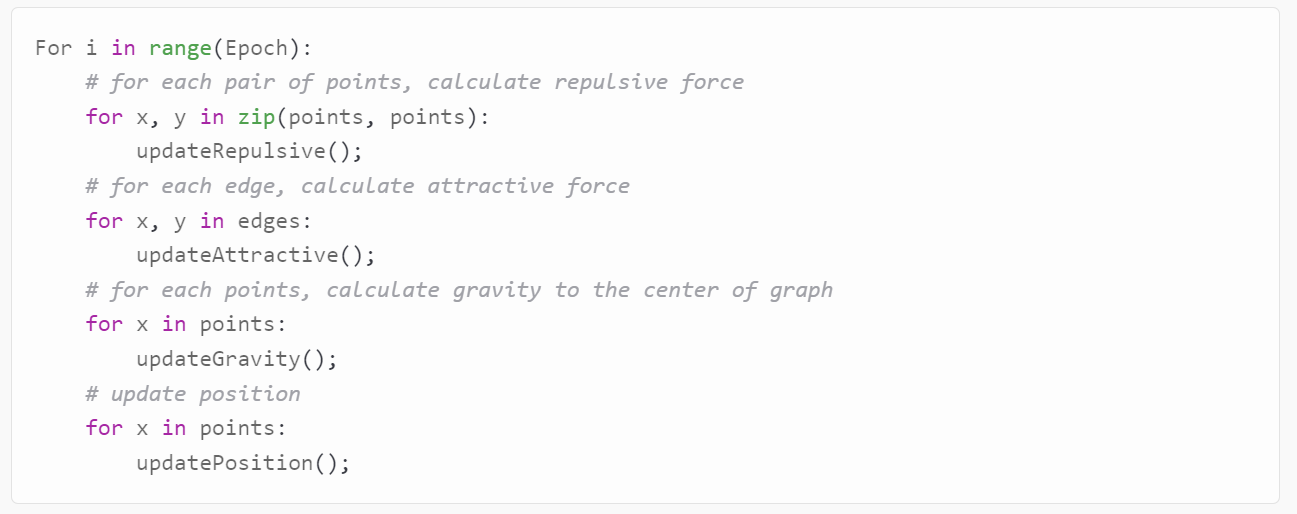 For i in range(Epoch):
    # for each pair of points, calculate repulsive force
    for x, y in zip(points, points):
        updateRepulsive();
    # for each edge, calculate attractive force
    for x, y in edges:
        updateAttractive();
    # for each points, calculate gravity to the center of graph
    for x in points:
        updateGravity();
    # update position
    for x in points:
        updatePosition();